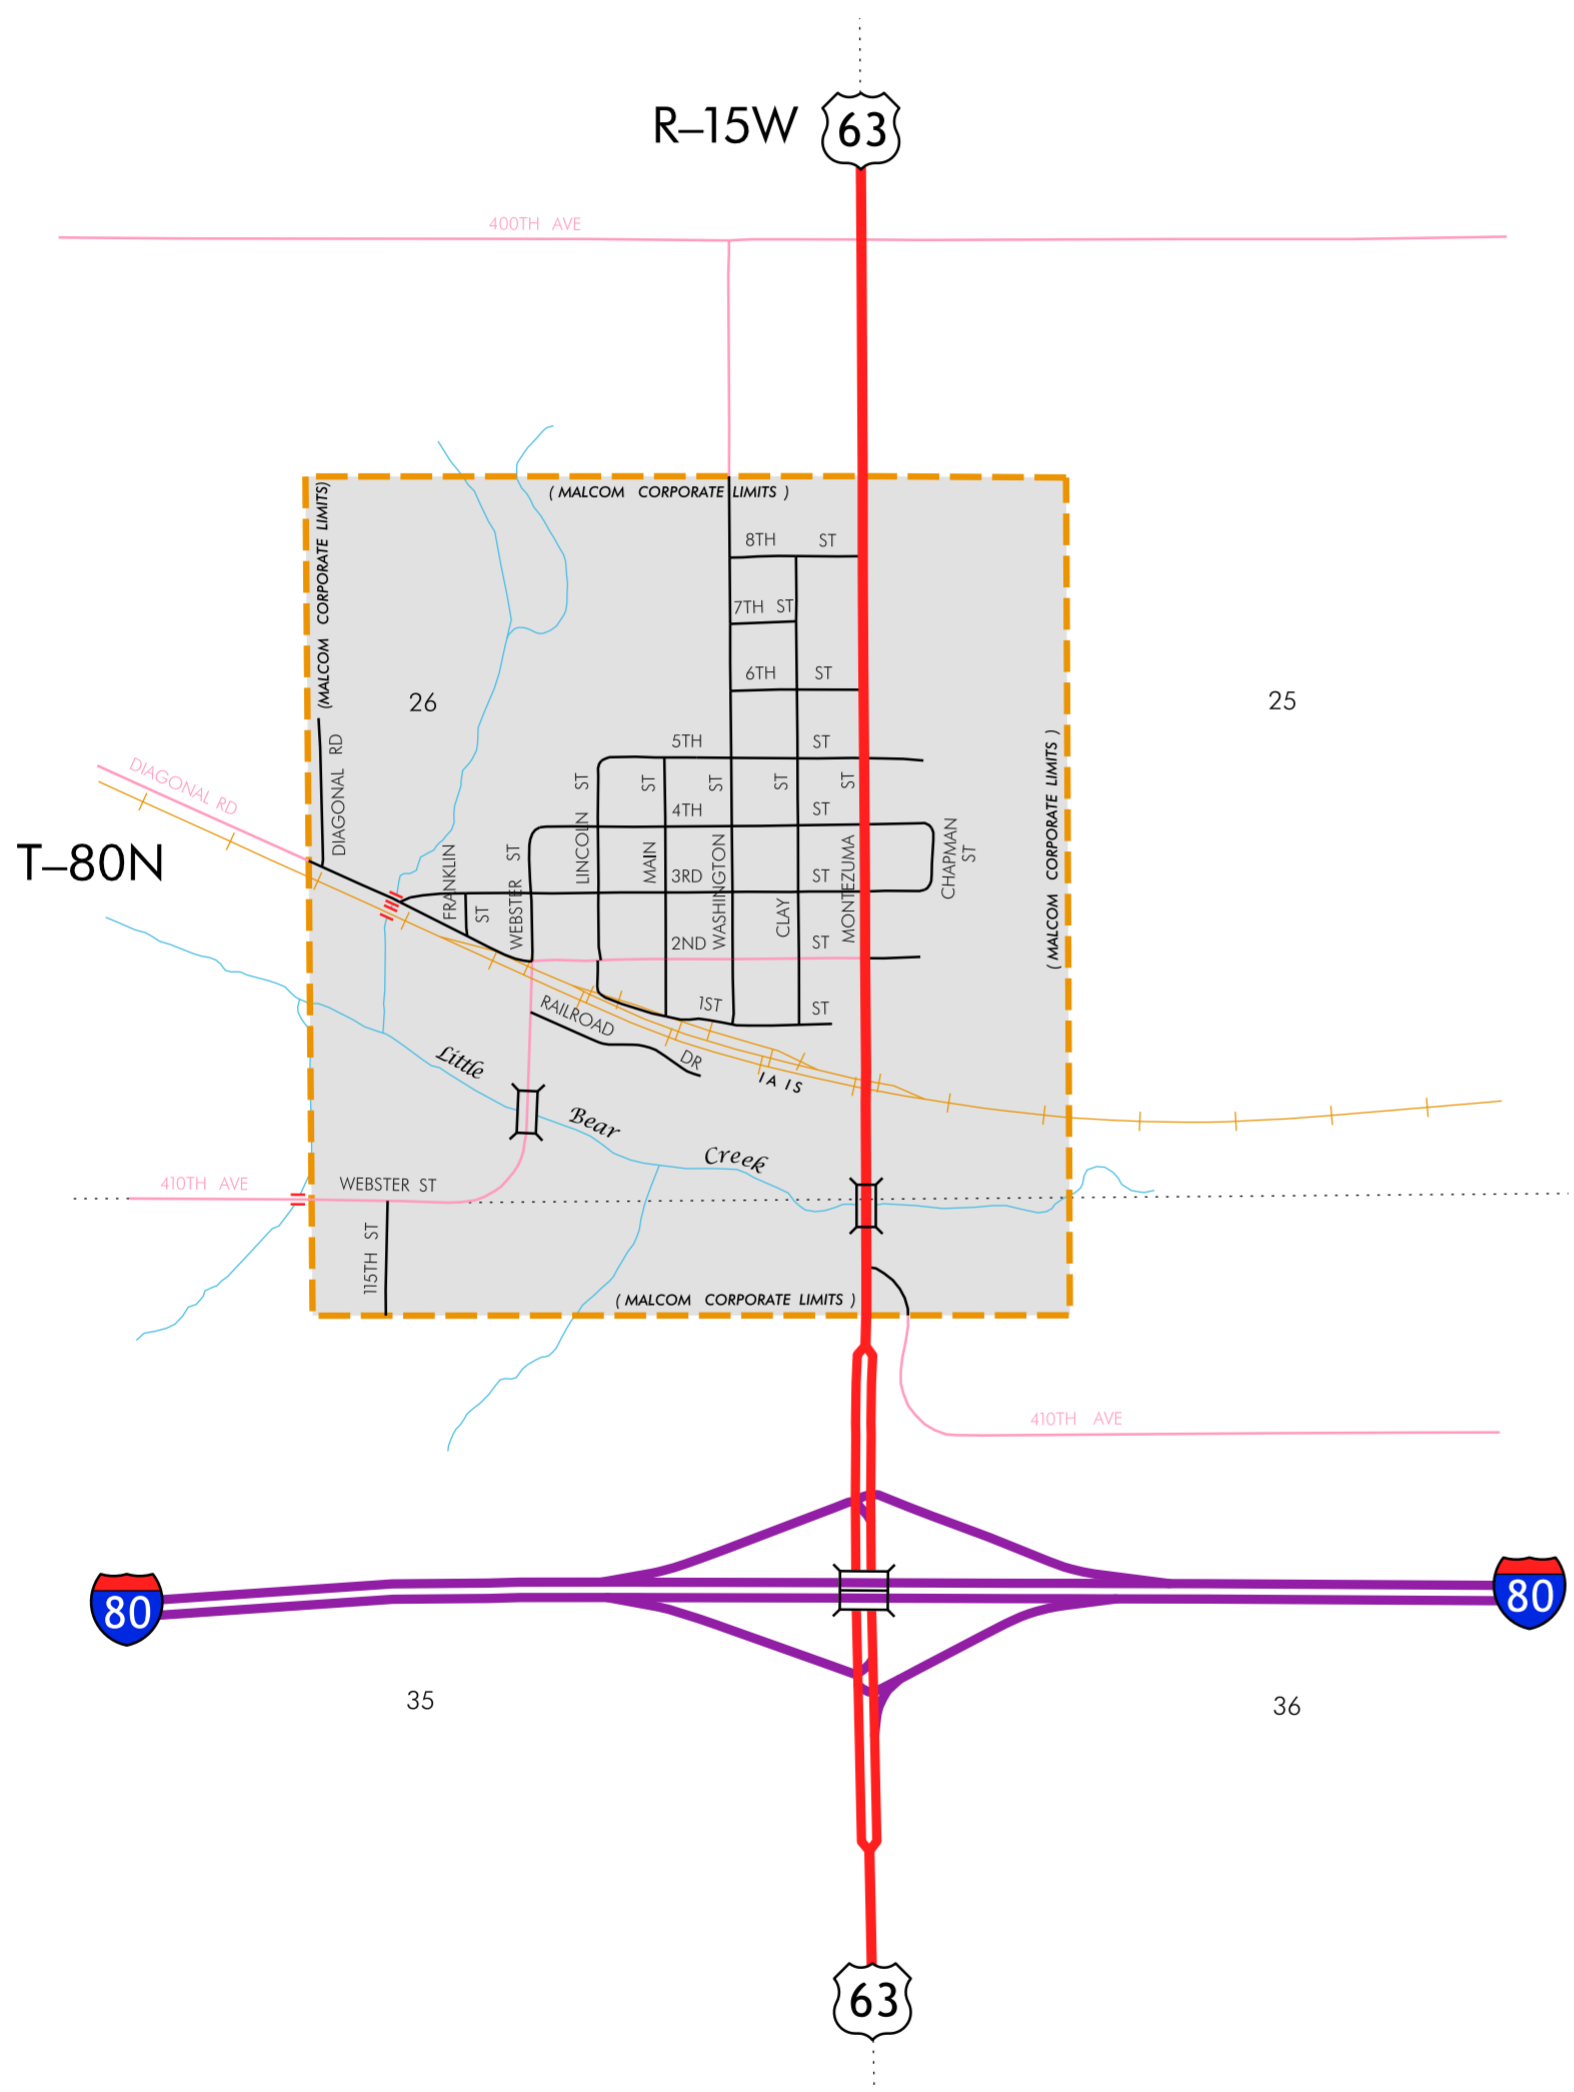 R–15W
63
400TH AVE
( MALCOM CORPORATE LIMITS )
(MALCOM CORPORATE LIMITS)
8TH ST
7TH ST
6TH ST
26
25
5TH ST
DIAGONAL RD
DIAGONAL RD
LINCOLN ST
MAIN ST
WASHINGTON ST
CLAY ST
MONTEZUMA ST
( MALCOM CORPORATE LIMITS )
4TH ST
T–80N
FRANKLIN ST
WEBSTER ST
CHAPMAN ST
3RD ST
2ND ST
1ST ST
RAILROAD DR
IAIS
Little Bear Creek
410TH AVE
WEBSTER ST
115TH ST
( MALCOM CORPORATE LIMITS )
410TH AVE
80
80
35
36
63